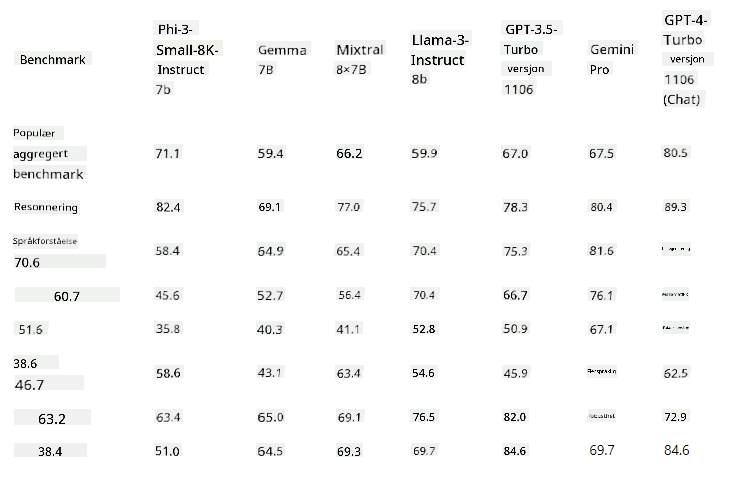 Benchmark Phi-3-Small-8K-Instruct 7b Gemma 7B Mixtral 8×7B Llama-3-Instruct 8b GPT-3.5-Turbo versjon 1106 Gemini Pro GPT-4-Turbo versjon 1106 (Chat)
Populær aggregert benchmark 71.1 59.4 66.2 59.9 67.0 67.5 80.5
Resonnering 82.4 69.1 77.0 75.7 78.3 80.4 89.3
Språkforståelse 70.6 58.4 64.9 65.4 70.4 75.3 81.6
60.7 45.6 52.7 56.4 70.4 66.7 76.1
51.6 35.8 40.3 41.1 52.8 50.9 67.1
38.6 46.7 58.6 43.1 63.4 54.6 45.9 Flerspråklig 62.5
63.2 63.4 65.0 69.1 76.5 82.0 Robusthet 72.9
38.4 51.0 64.5 69.3 69.7 84.6 69.7 84.6